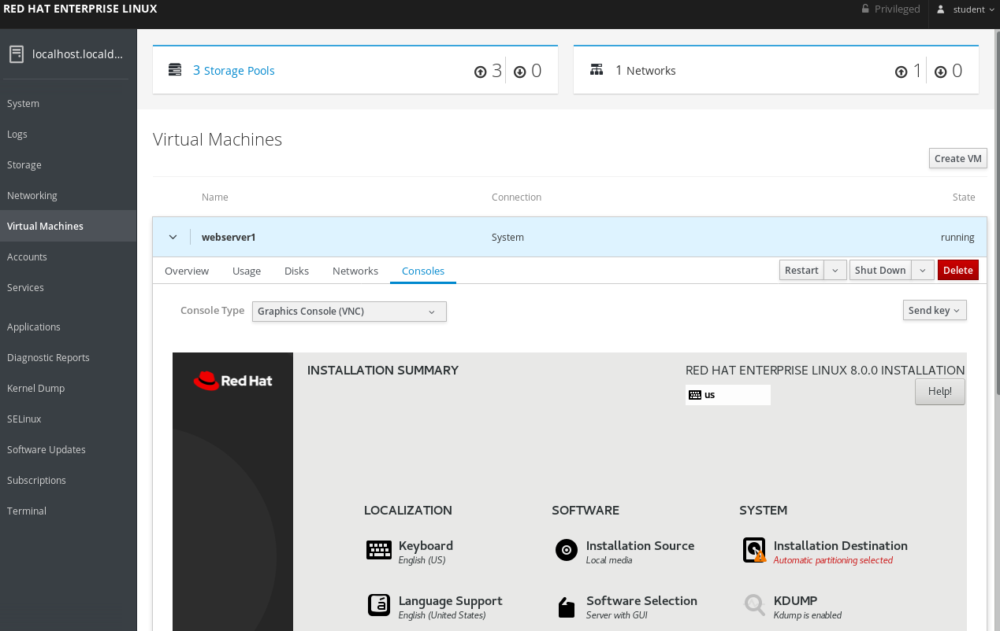 RED HAT ENTERPRISE LINUX
Privileged
student
localhost.locald...
System
Logs
Storage
Networking
Virtual Machines
Accounts
Services
Applications
Diagnostic Reports
Kernel Dump
SELinux
Software Updates
Subscriptions
Terminal
3 Storage Pools 3 0
1 Networks 1 0
Virtual Machines
Create VM
Name Connection State
webserver1 System running
Overview Usage Disks Networks Consoles Restart Shut Down Delete
Console Type Graphics Console (VNC) Send key
Red Hat
INSTALLATION SUMMARY
RED HAT ENTERPRISE LINUX 8.0.0 INSTALLATION
us
Help!
LOCALIZATION
Keyboard
English (US)
Language Support
English (United States)
SOFTWARE
Installation Source
Local media
Software Selection
Server with GUI
SYSTEM
Installation Destination
Automatic partitioning selected
KDUMP
Kdump is enabled